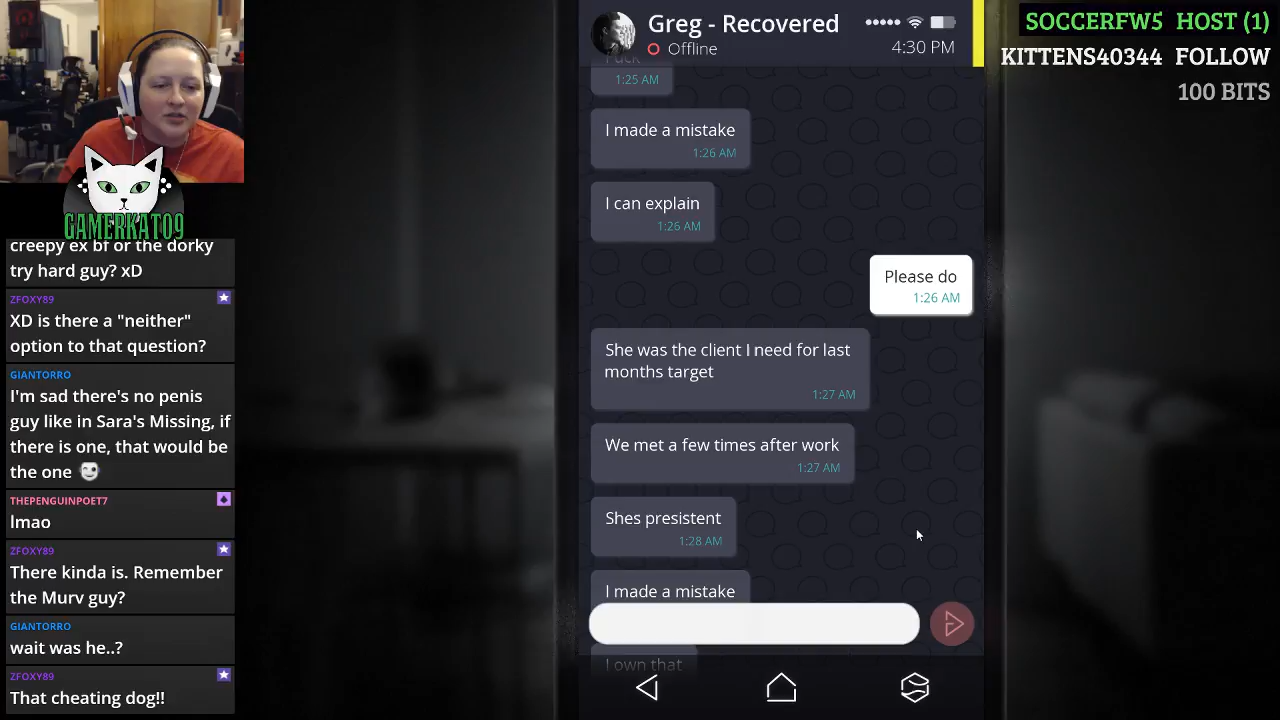 SOCCERFW5 HOST (1)
KITTENS40344 FOLLOW
100 BITS
GAMERKAT09
creepy ex bf or the dorky
try hard guy? xD
ZFOXY89
XD is there a "neither"
option to that question?
GIANTORRO
I'm sad there's no penis
guy like in Sara's Missing, if
there is one, that would be
the one
THEPENGUINPOET7
lmao
ZFOXY89
There kinda is. Remember
the Murv guy?
GIANTORRO
wait was he..?
ZFOXY89
That cheating dog!!
Greg - Recovered
Offline
4:30 PM
Fuck
1:25 AM
I made a mistake
1:26 AM
I can explain
1:26 AM
Please do
1:26 AM
She was the client I need for last
months target
1:27 AM
We met a few times after work
1:27 AM
Shes presistent
1:28 AM
I made a mistake
I own that